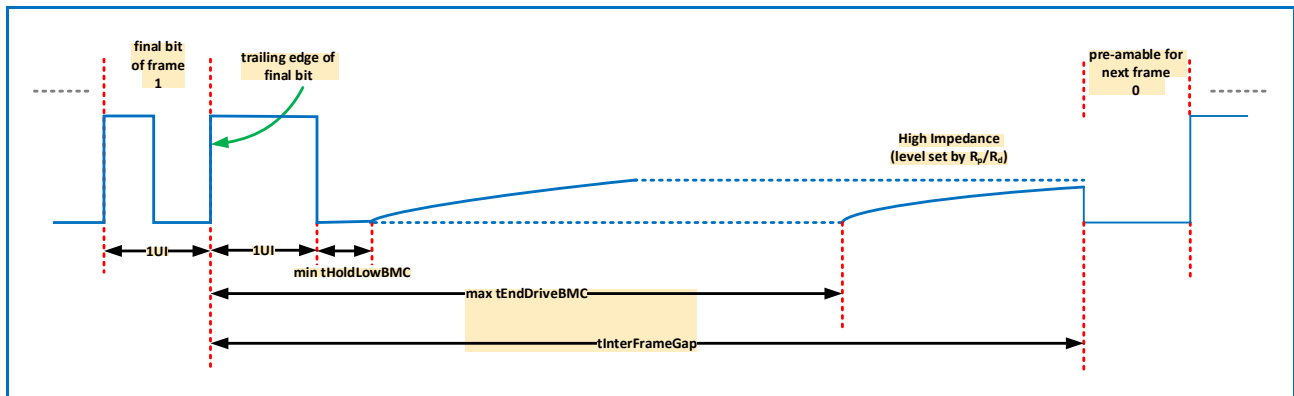 final bit
of frame
1
trailing edge of
final bit
pre-amable for
next frame
0
High Impedance
(level set by Rp/Rd)
1UI
1UI
min tHoldLowBMC
max tEndDriveBMC
tInterFrameGap